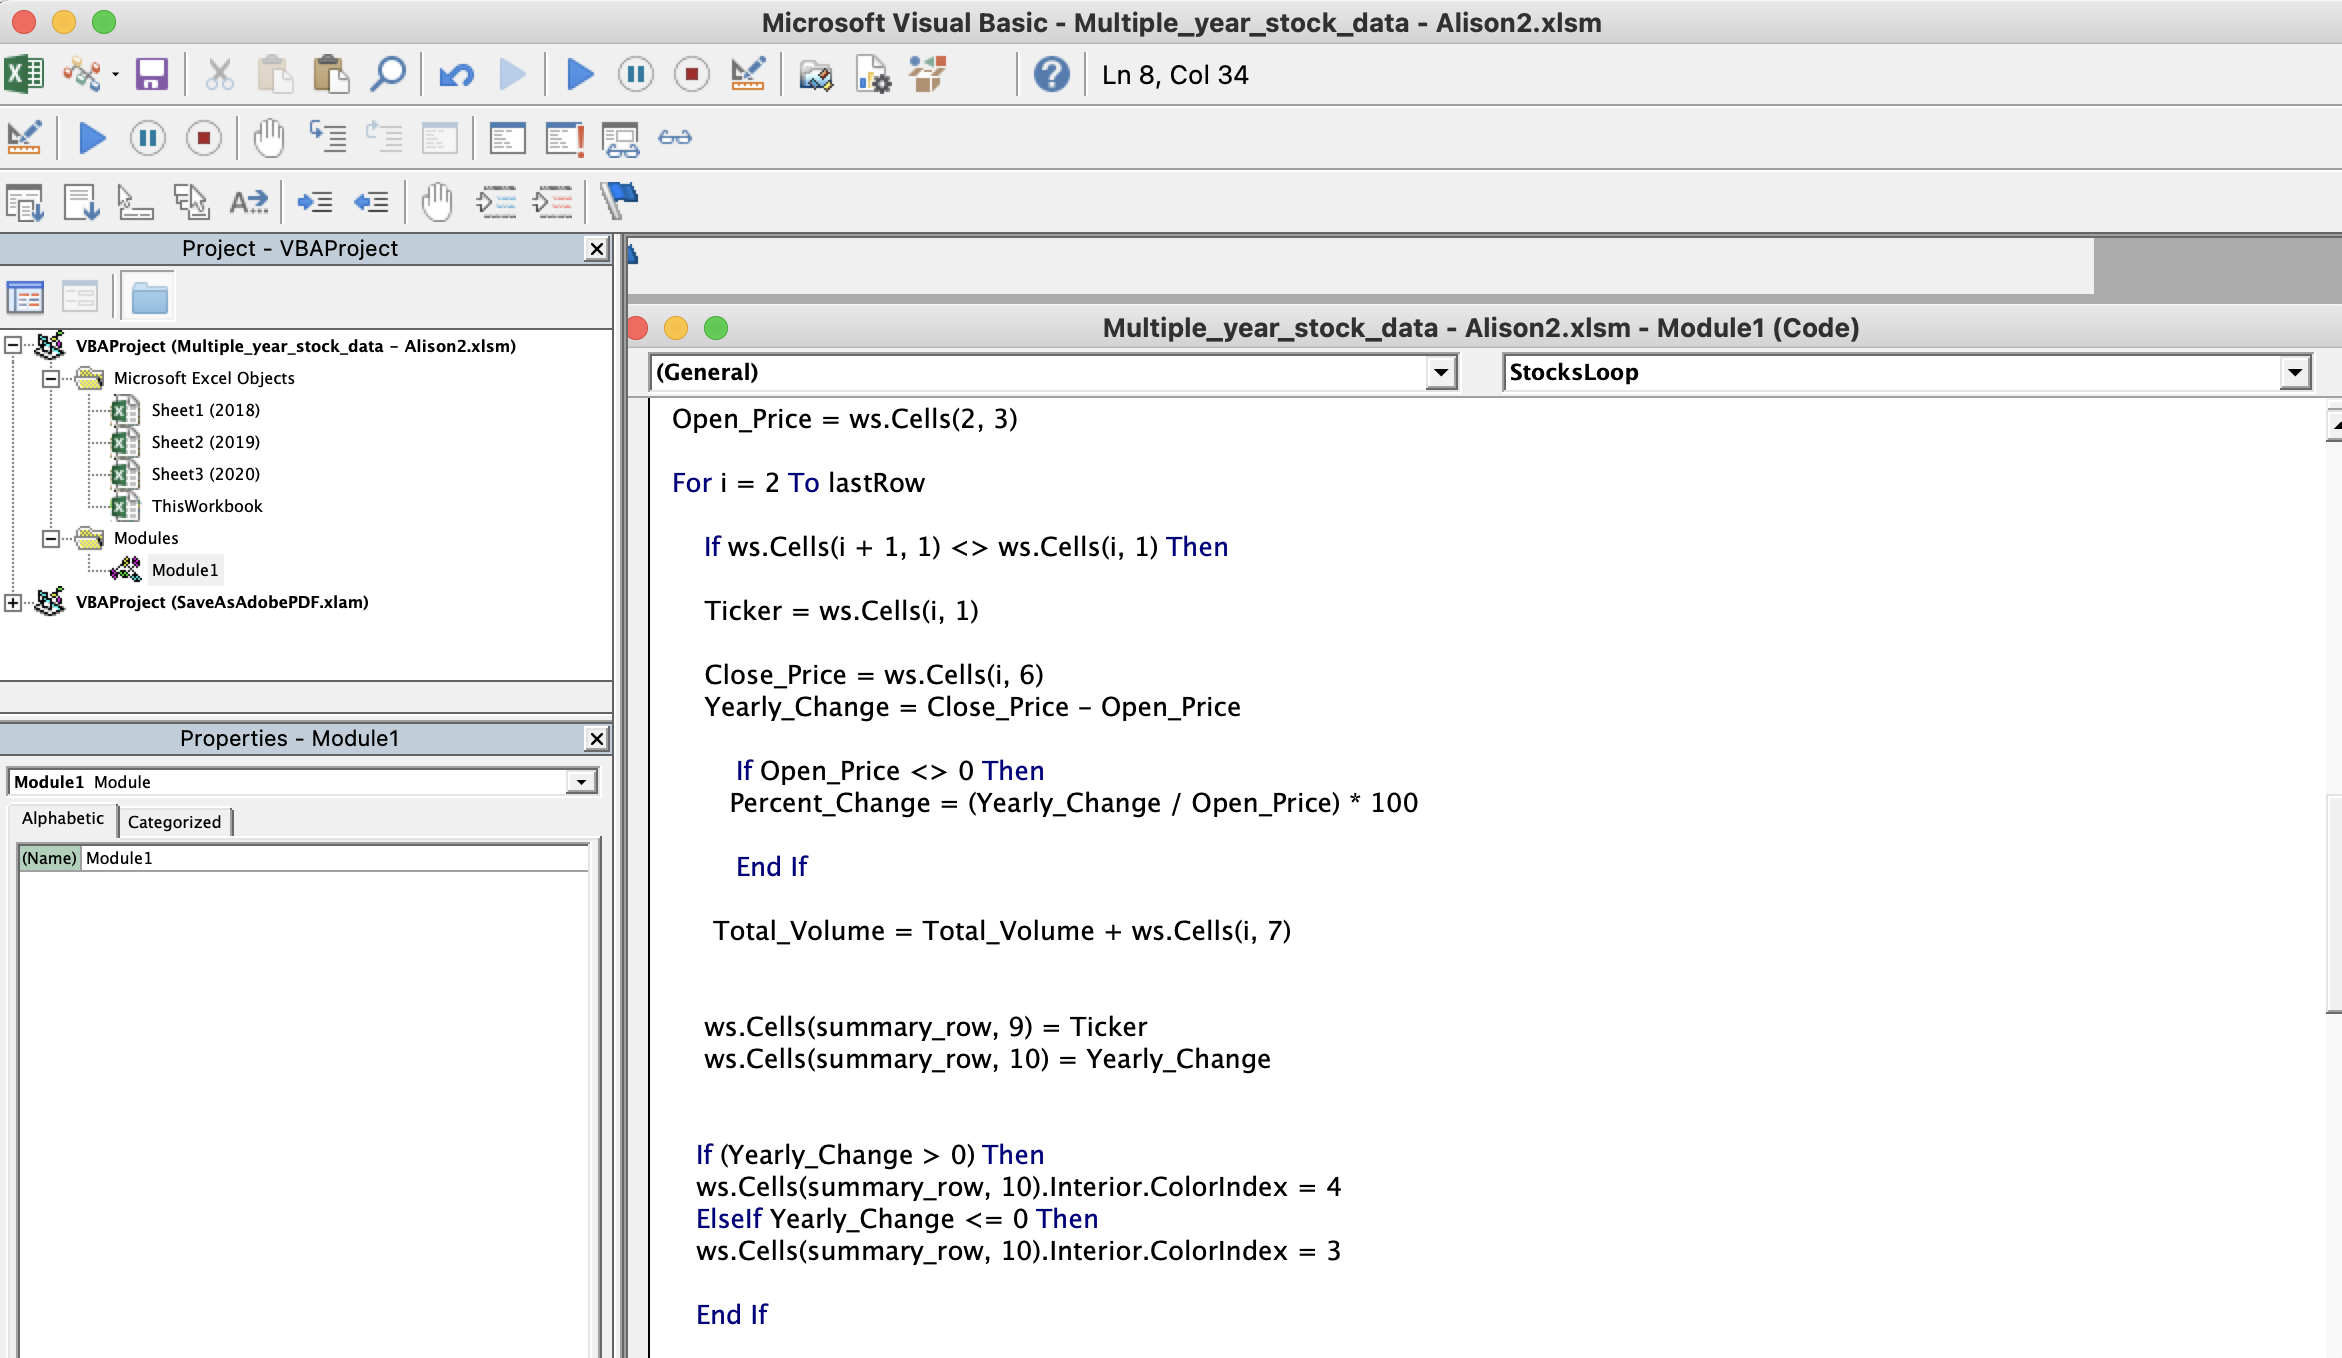 Microsoft Visual Basic - Multiple_year_stock_data - Alison2.xlsm
Ln 8, Col 34
Project - VBAProject
VBAProject (Multiple_year_stock_data - Alison2.xlsm)
Microsoft Excel Objects
Sheet1 (2018)
Sheet2 (2019)
Sheet3 (2020)
ThisWorkbook
Modules
Module1
VBAProject (SaveAsAdobePDF.xlam)
Properties - Module1
Module1 Module
Alphabetic
Categorized
(Name) Module1
Multiple_year_stock_data - Alison2.xlsm - Module1 (Code)
(General)
StocksLoop
Open_Price = ws.Cells(2, 3)
For i = 2 To lastRow
If ws.Cells(i + 1, 1) <> ws.Cells(i, 1) Then
Ticker = ws.Cells(i, 1)
Close_Price = ws.Cells(i, 6)
Yearly_Change = Close_Price - Open_Price
If Open_Price <> 0 Then
Percent_Change = (Yearly_Change / Open_Price) * 100
End If
Total_Volume = Total_Volume + ws.Cells(i, 7)
ws.Cells(summary_row, 9) = Ticker
ws.Cells(summary_row, 10) = Yearly_Change
If (Yearly_Change > 0) Then
ws.Cells(summary_row, 10).Interior.ColorIndex = 4
ElseIf Yearly_Change <= 0 Then
ws.Cells(summary_row, 10).Interior.ColorIndex = 3
End If